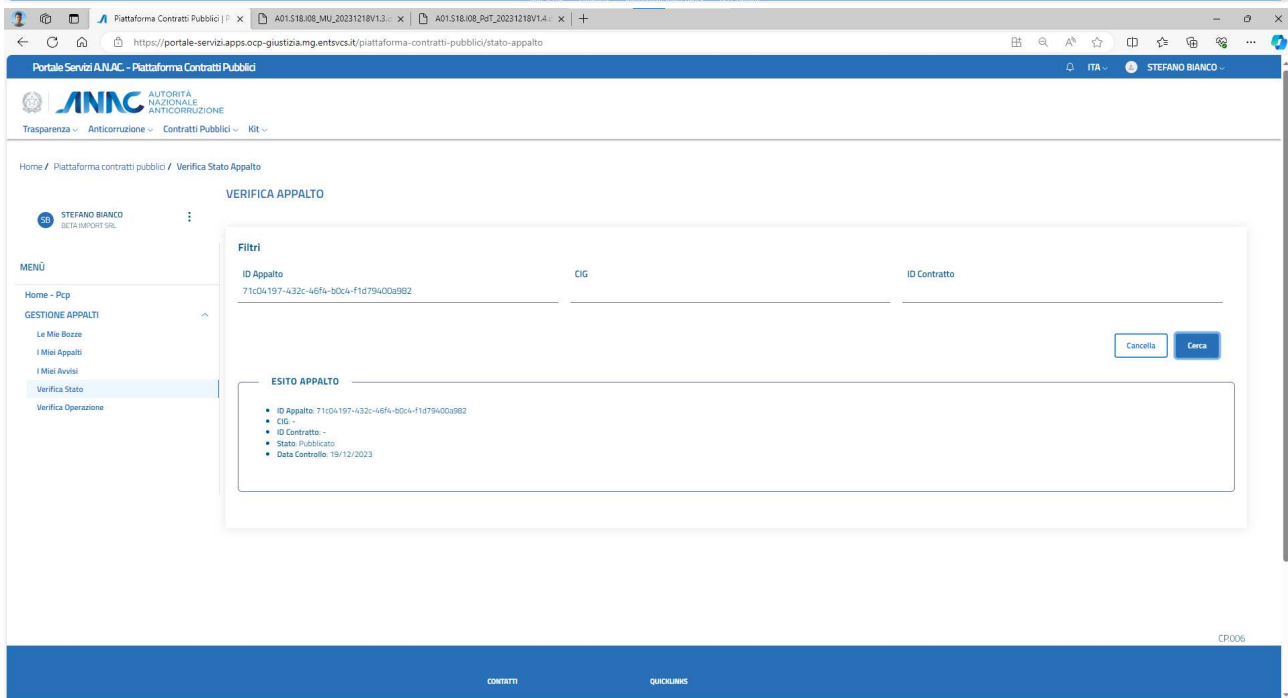 Piattaforma Contratti Pubblici | P
A01.S18.I08_MU_20231218V1.3.
A01.S18.I08_PdT_20231218V1.4.
https://portale-servizi.apps.ocp-giustizia.mg.entsvcs.it/piattaforma-contratti-pubblici/stato-appalto
Portale Servizi A.N.AC. – Piattaforma Contratti Pubblici
ITA
STEFANO BIANCO
ANAC
AUTORITÀ
NAZIONALE
ANTICORRUZIONE
Trasparenza Anticorruzione Contratti Pubblici Kit
Home / Piattaforma contratti pubblici / Verifica Stato Appalto
VERIFICA APPALTO
SB
STEFANO BIANCO
BETA IMPORT SRL
MENÙ
Home - Pcp
GESTIONE APPALTI
Le Mie Bozze
I Miei Appalti
I Miei Avvisi
Verifica Stato
Verifica Operazione
Filtri
ID Appalto CIG ID Contratto
71c04197-432c-46f4-b0c4-f1d79400a982
Cancella Cerca
ESITO APPALTO
• ID Appalto: 71c04197-432c-46f4-b0c4-f1d79400a982
• CIG: -
• ID Contratto: -
• Stato: Pubblicato
• Data Controllo: 19/12/2023
CP.006
CONTATTI QUICKLINKS